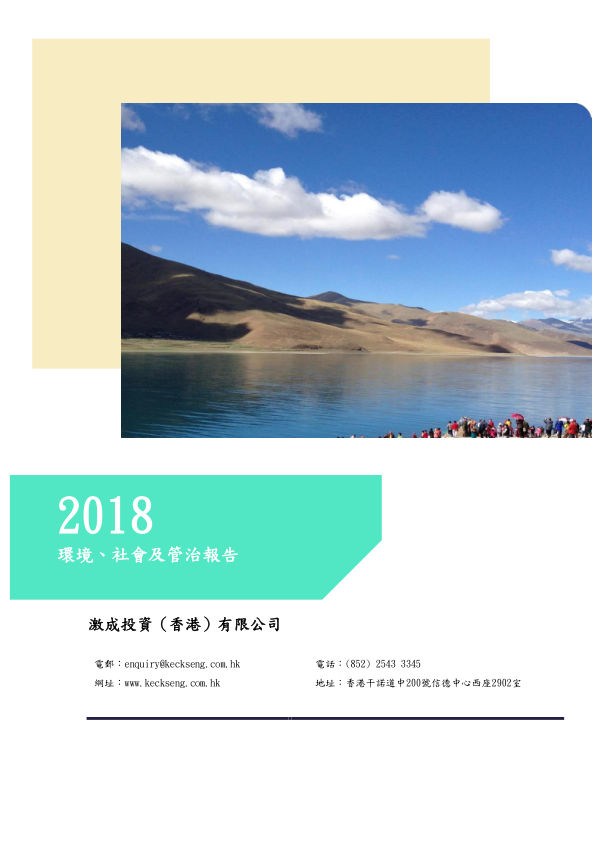 2018
環境、社會及管治報告
激成投資（香港）有限公司
電郵：enquiry@keckseng.com.hk
電話：(852) 2543 3345
網址：www.keckseng.com.hk
地址：香港干諾道中200號信德中心西座2902室